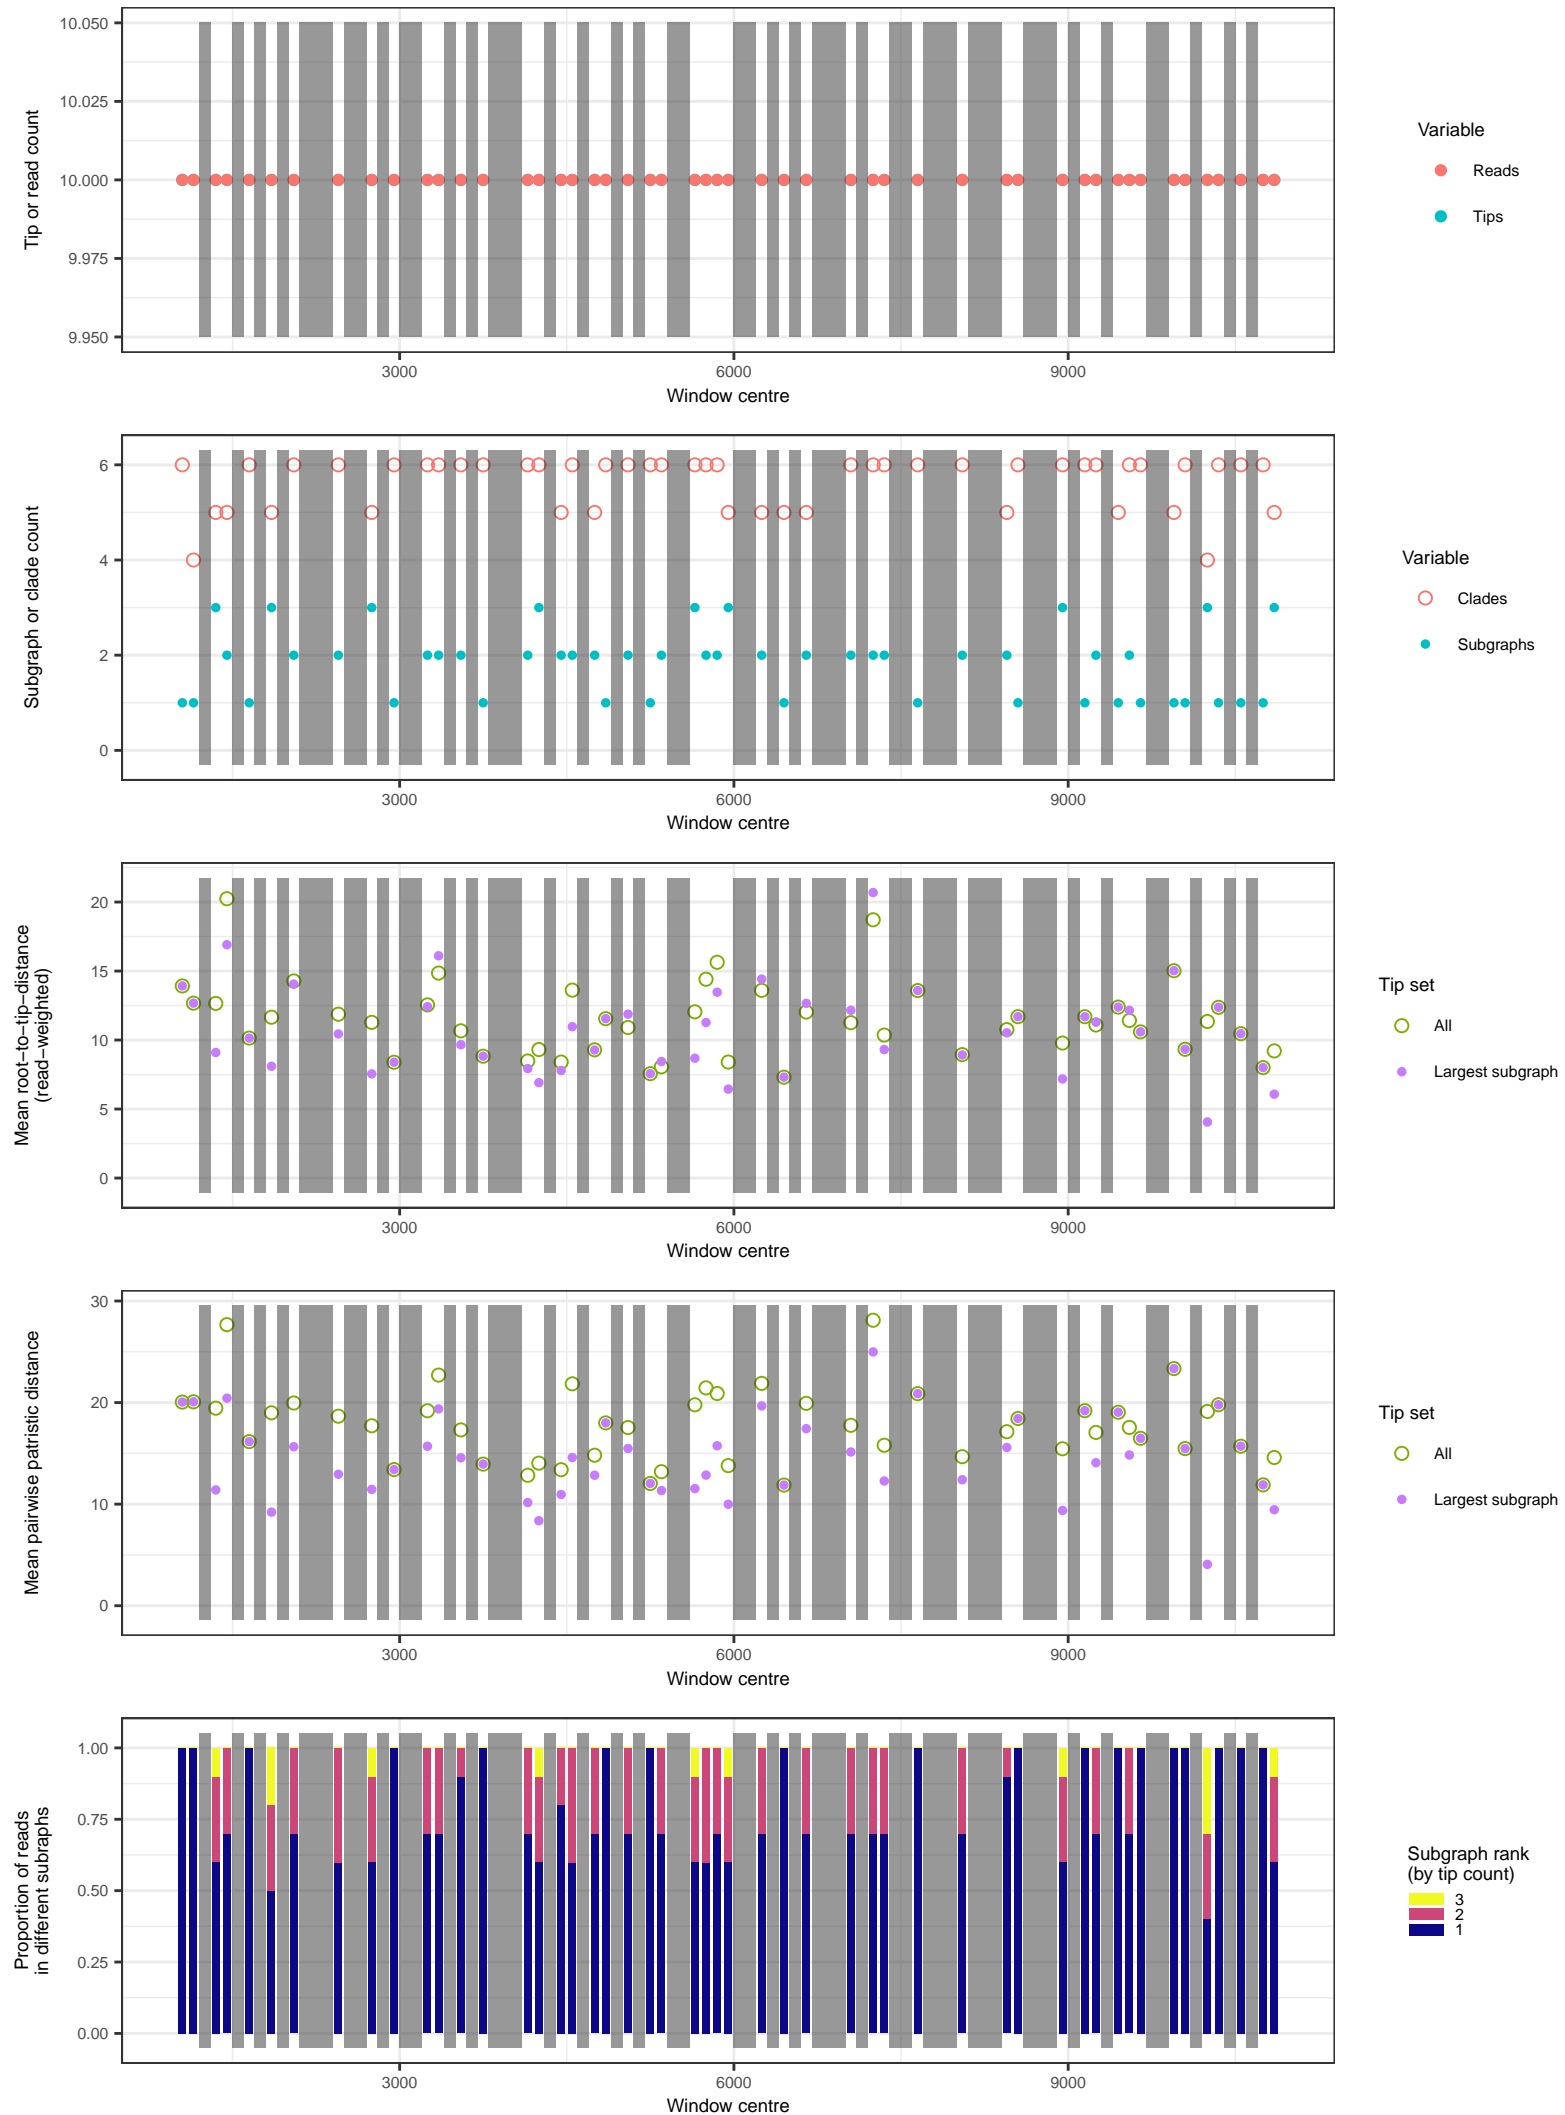 10.050
10.025
10.000
9.975
9.950
Tip or read count
3000
6000
9000
Window centre
Variable
Reads
Tips
6
4
2
0
Subgraph or clade count
3000
6000
9000
Window centre
Variable
Clades
Subgraphs
20
15
10
5
0
Mean root−to−tip−distance
(read−weighted)
3000
6000
9000
Window centre
Tip set
All
Largest subgraph
30
20
10
0
Mean pairwise patristic distance
3000
6000
9000
Window centre
Tip set
All
Largest subgraph
1.00
0.75
0.50
0.25
0.00
Proportion of reads
in different subraphs
3000
6000
9000
Window centre
Subgraph rank
(by tip count)
3
2
1